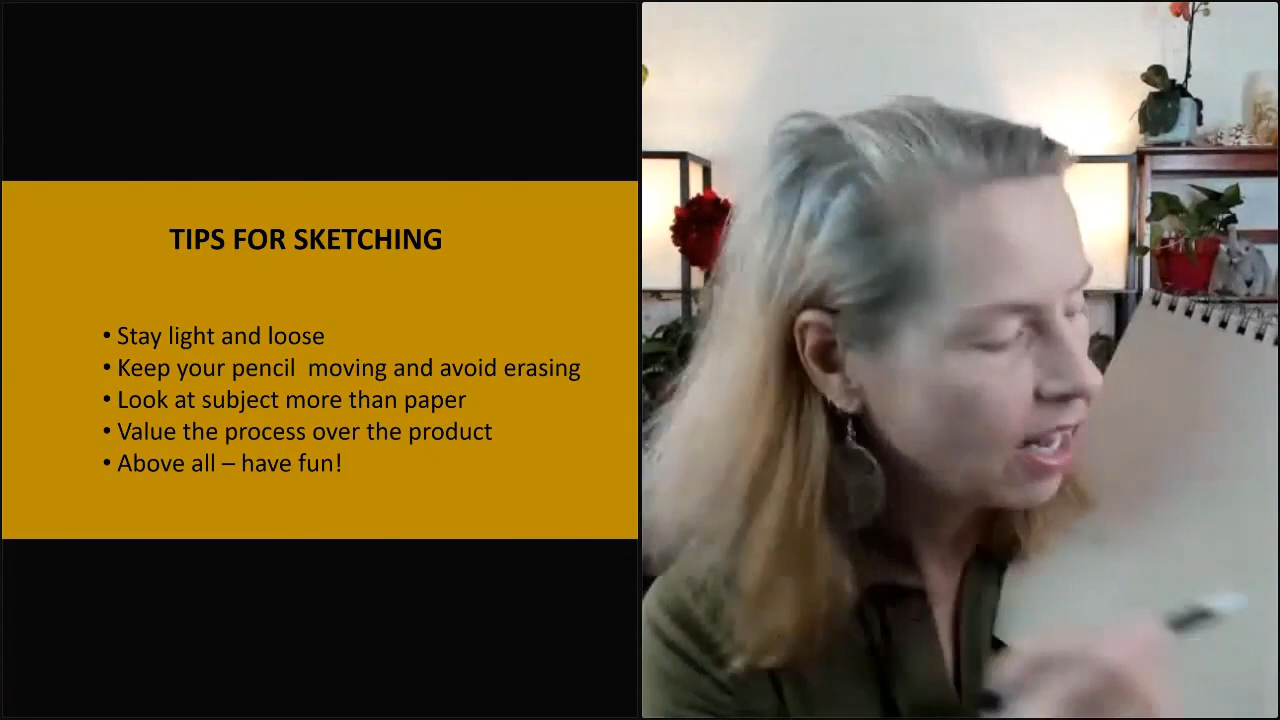 TIPS FOR SKETCHING
• Stay light and loose
• Keep your pencil  moving and avoid erasing
• Look at subject more than paper
• Value the process over the product
• Above all – have fun!